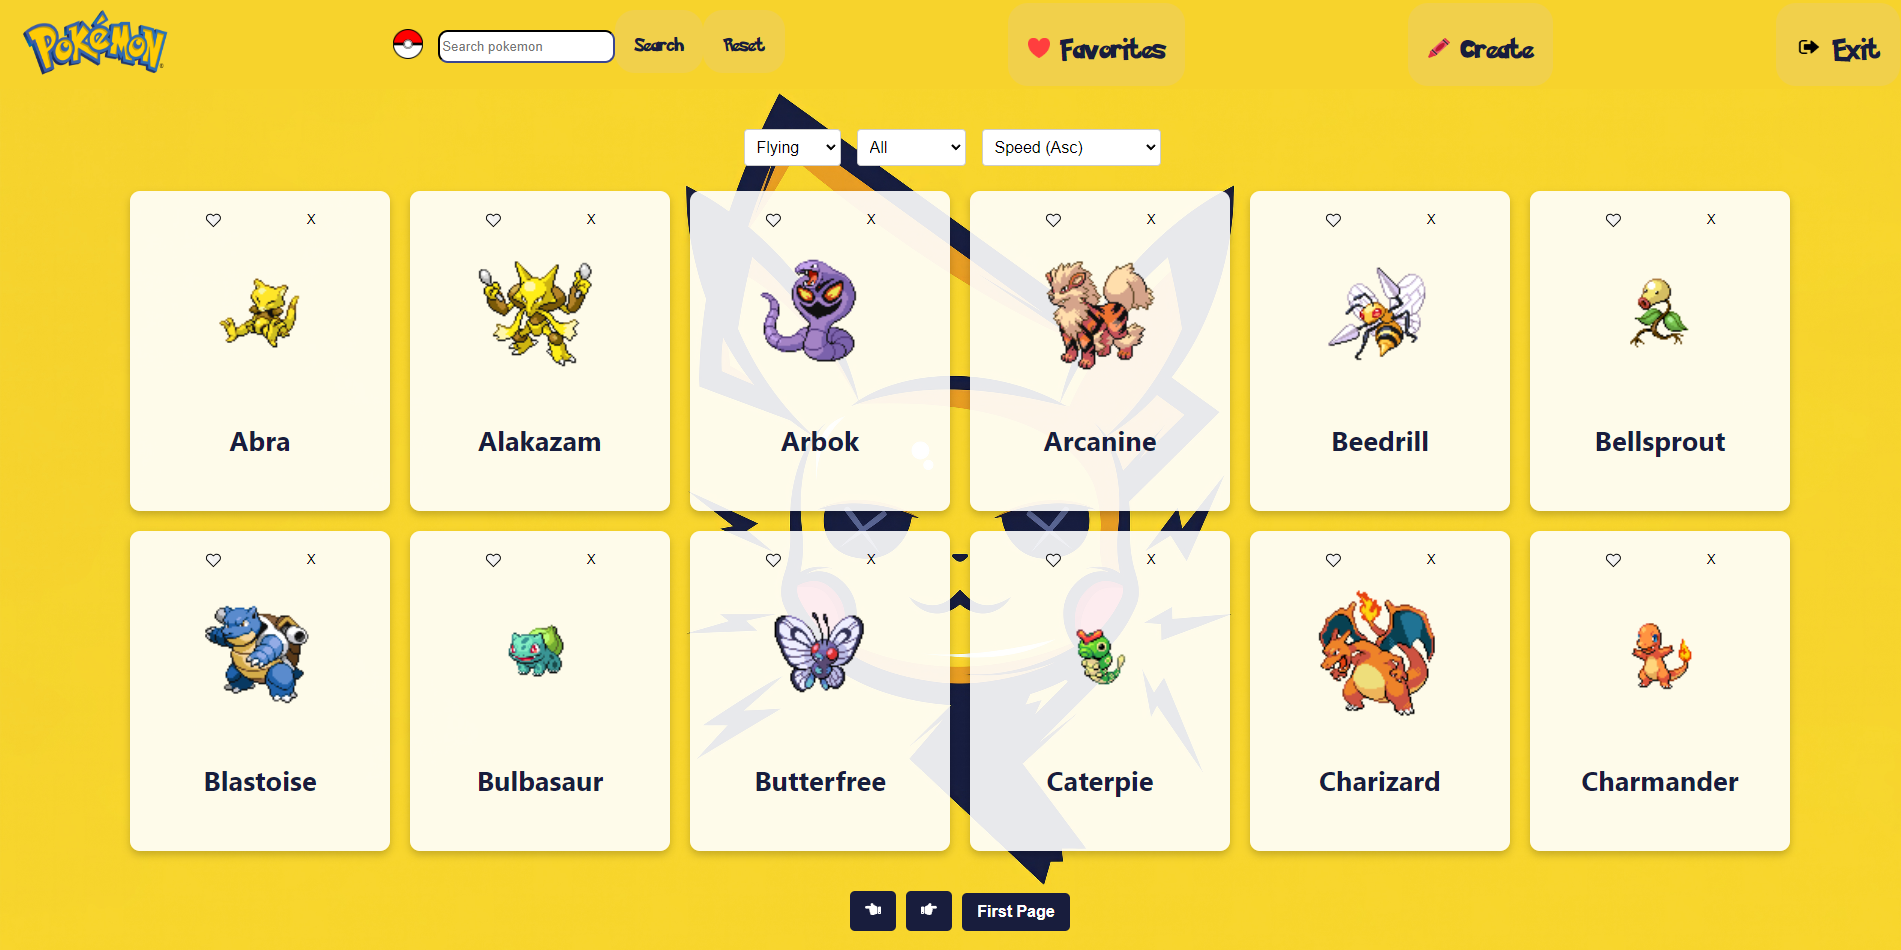 POKéMON
Search pokemon
Search
Reset
Favorites
Create
Exit
Flying
All
Speed (Asc)
X
X
X
X
X
X
Abra
Alakazam
Arbok
Arcanine
Beedrill
Bellsprout
X
X
X
X
X
X
Blastoise
Bulbasaur
Butterfree
Caterpie
Charizard
Charmander
First Page